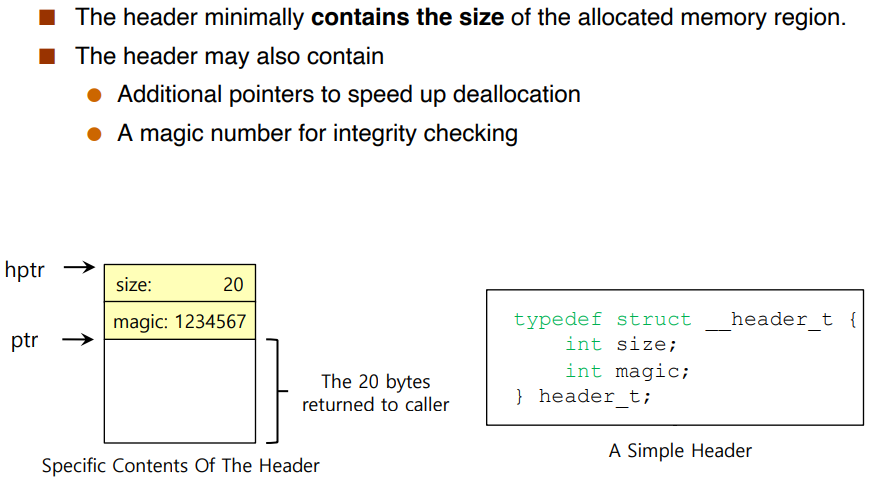 The header minimally contains the size of the allocated memory region.
The header may also contain
Additional pointers to speed up deallocation
A magic number for integrity checking
hptr
size: 20
magic: 1234567
ptr
The 20 bytes
returned to caller
Specific Contents Of The Header
typedef struct __header_t {
int size;
int magic;
} header_t;
A Simple Header